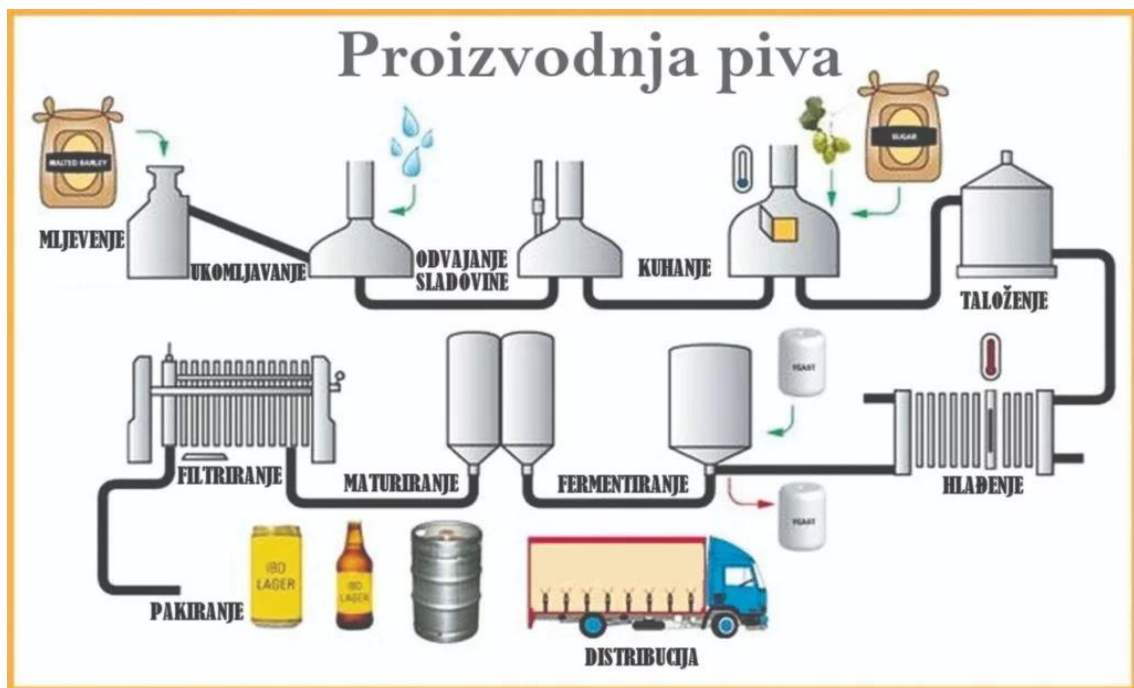 Proizvodnja piva
MALTED BARLEY
SUGAR
MLJEVENJE
UKOMLJAVANJE
ODVAJANJE
SLADOVINE
KUHANJE
TALOŽENJE
YEAST
FILTRIRANJE
MATURIRANJE
FERMENTIRANJE
HLAĐENJE
YEAST
IBD
LAGER
IBD
LAGER
PAKIRANJE
DISTRIBUCIJA